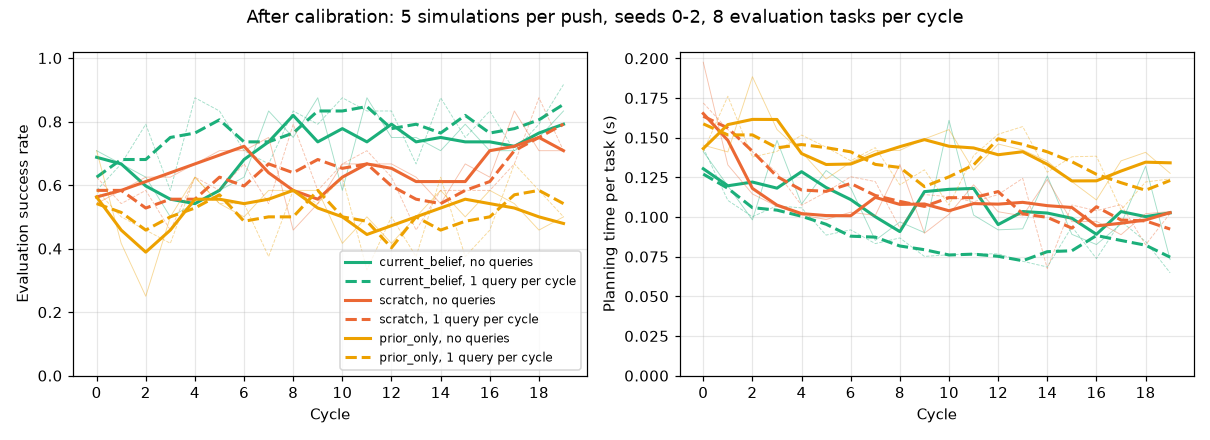 After calibration: 5 simulations per push, seeds 0-2, 8 evaluation tasks per cycle
Evaluation success rate
1.0
0.8
0.6
0.4
0.2
0.0
current_belief, no queries
current_belief, 1 query per cycle
scratch, no queries
scratch, 1 query per cycle
prior_only, no queries
prior_only, 1 query per cycle
0 2 4 6 8 10 12 14 16 18
Cycle
Planning time per task (s)
0.200
0.175
0.150
0.125
0.100
0.075
0.050
0.025
0.000
0 2 4 6 8 10 12 14 16 18
Cycle